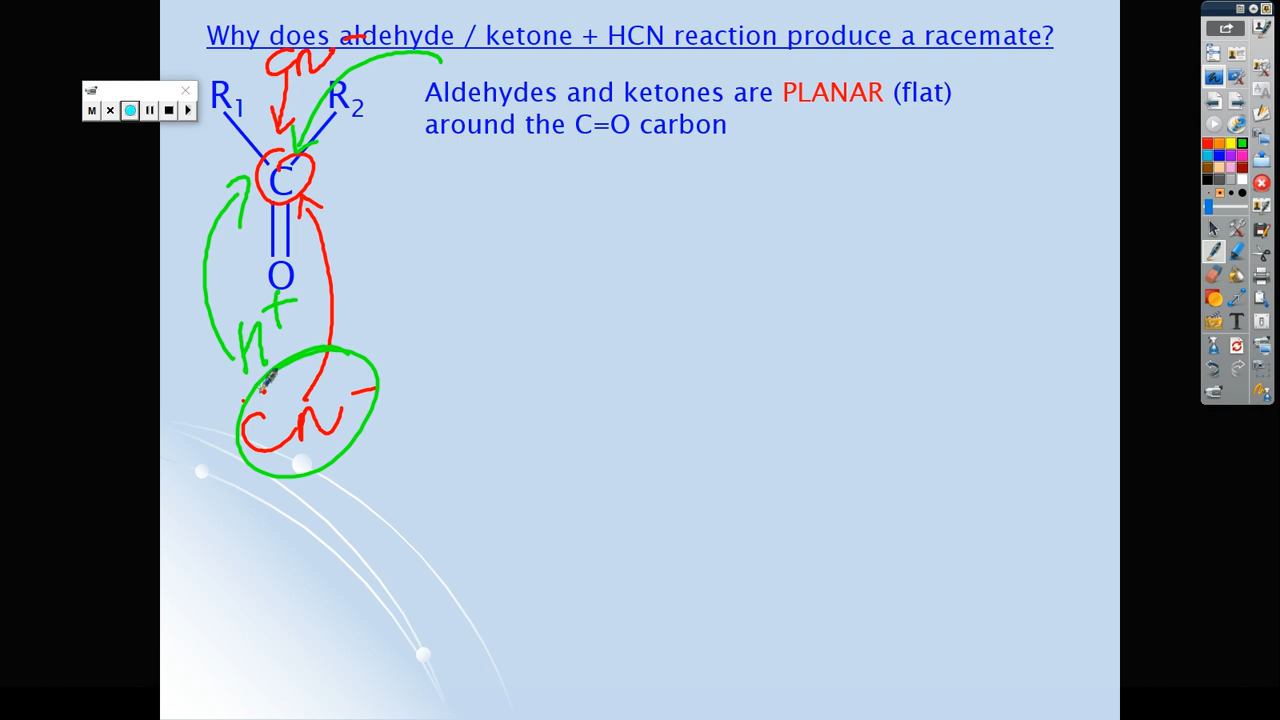 Why does aldehyde / ketone + HCN reaction produce a racemate?
CN⁻
R₁ R₂
Aldehydes and ketones are PLANAR (flat)
around the C=O carbon
C
O
H⁺
CN⁻
M
T